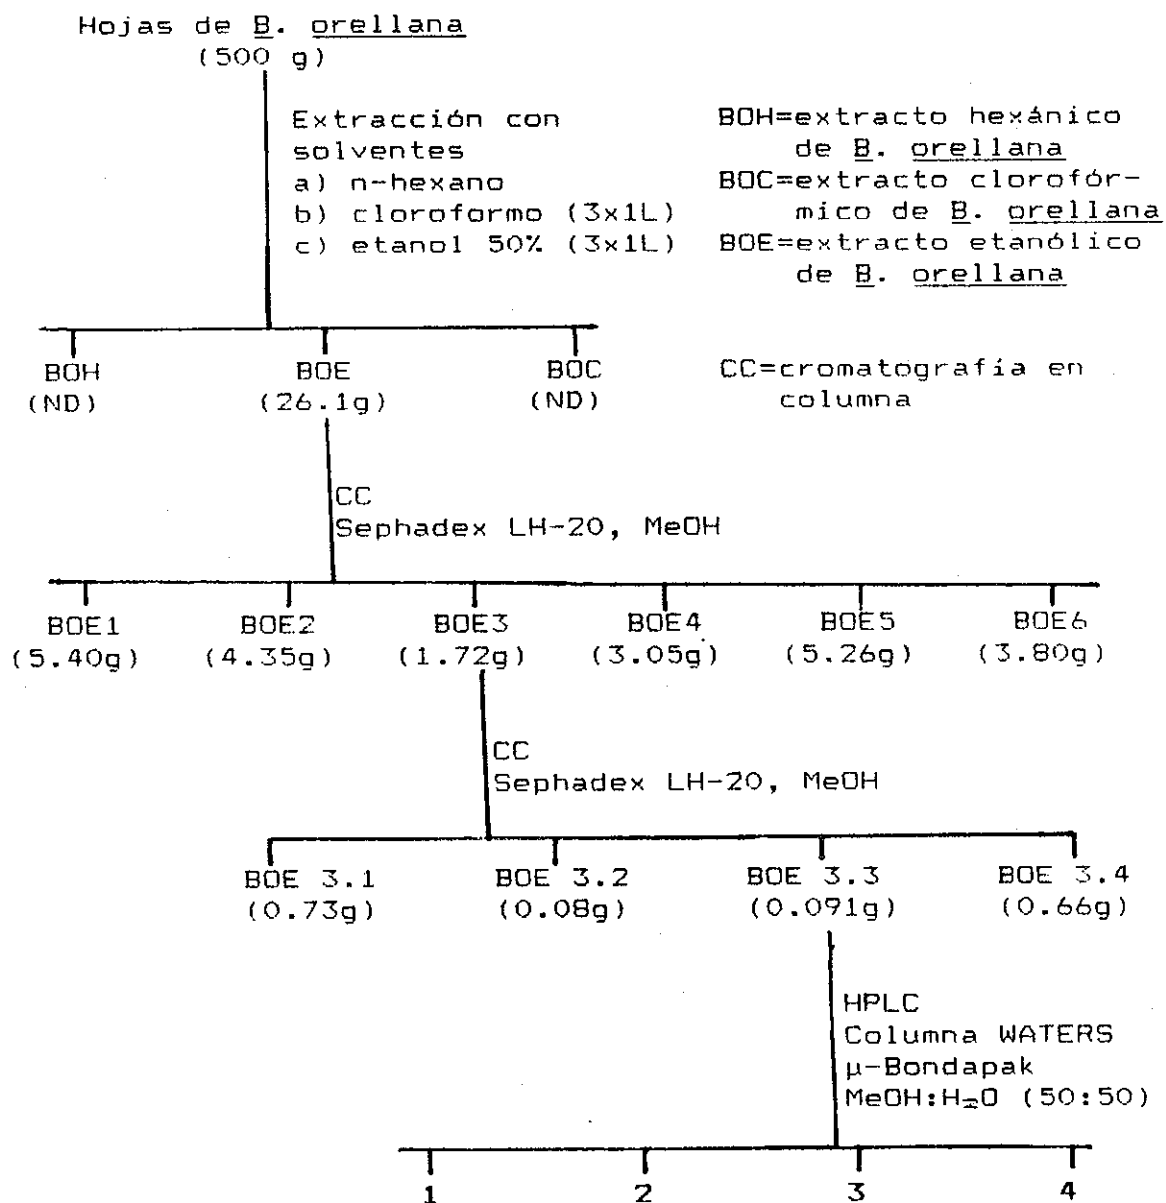 Hojas de B. orellana
(500 g)
Extracción con
solventes
a) n-hexano
b) cloroformo (3x1L)
c) etanol 50% (3x1L)
BOH=extracto hexánico
de B. orellana
BOC=extracto clorofór-
mico de B. orellana
BOE=extracto etanólico
de B. orellana
BOH BOE BOC
(ND) (26.1g) (ND)
CC=cromatografía en
columna
CC
Sephadex LH-20, MeOH
BOE1 BOE2 BOE3 BOE4 BOE5 BOE6
(5.40g) (4.35g) (1.72g) (3.05g) (5.26g) (3.80g)
CC
Sephadex LH-20, MeOH
BOE 3.1 BOE 3.2 BOE 3.3 BOE 3.4
(0.73g) (0.08g) (0.091g) (0.66g)
HPLC
Columna WATERS
µ-Bondapak
MeOH:H₂O (50:50)
1 2 3 4